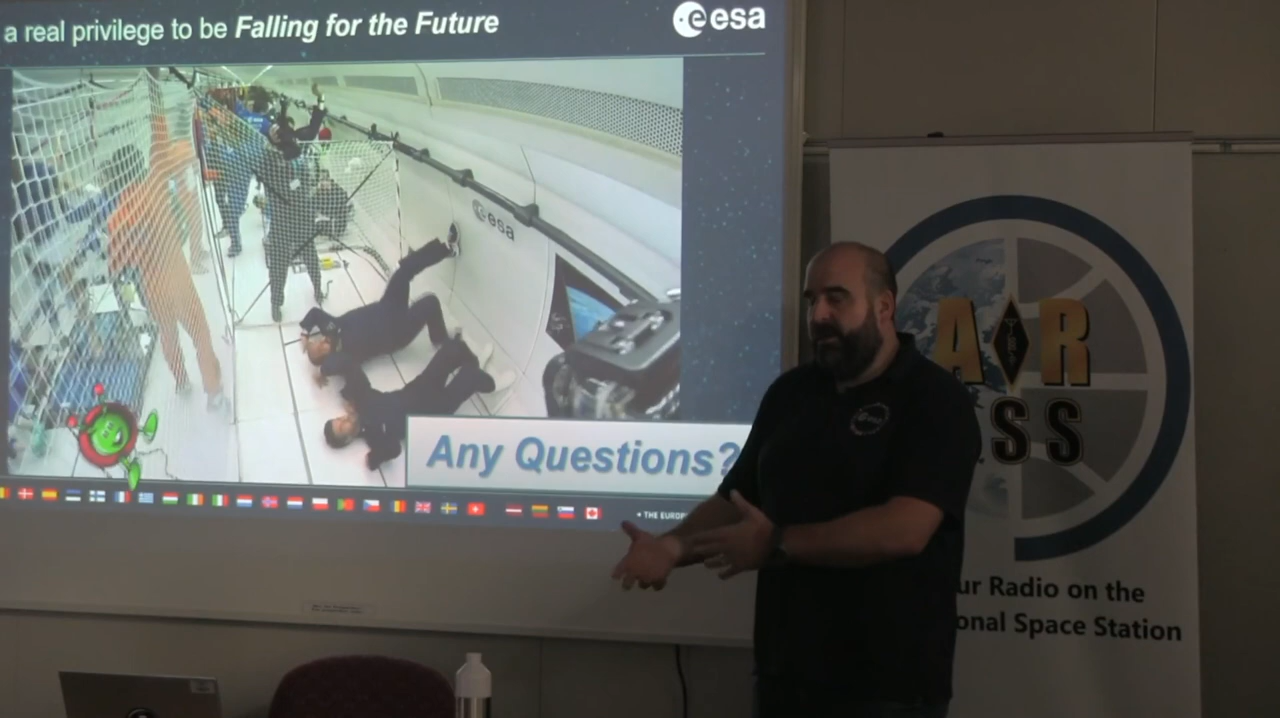 a real privilege to be Falling for the Future
esa
esa
Any Questions?
THE EUROP
A R
SS
ur Radio on the
onal Space Station